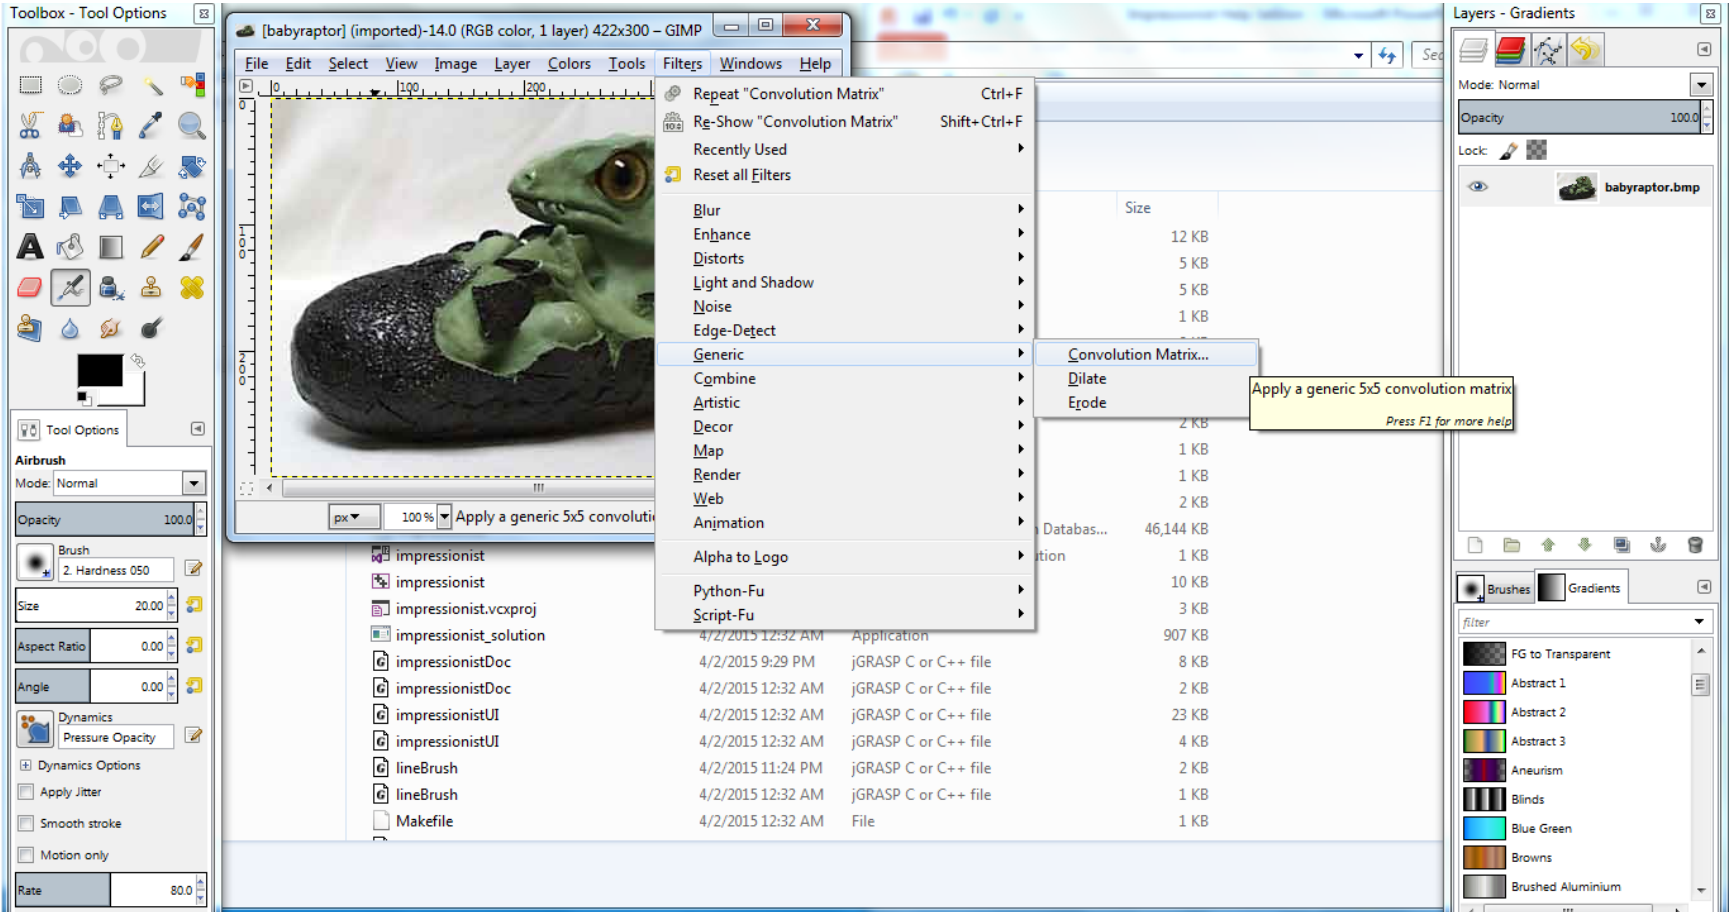 Toolbox - Tool Options
Airbrush
Tool Options
Mode: Normal
Opacity 100.0
Brush
2. Hardness 050
Size 20.00
Aspect Ratio 0.00
Angle 0.00
Dynamics
Pressure Opacity
Dynamics Options
Apply Jitter
Smooth stroke
Motion only
Rate 80.0
[babyraptor] (imported)-14.0 (RGB color, 1 layer) 422x300 – GIMP
File Edit Select View Image Layer Colors Tools Filters Windows Help
0 100 200
0
100
200
px 100 % Apply a generic 5x5 convoluti
Repeat "Convolution Matrix" Ctrl+F
Re-Show "Convolution Matrix" Shift+Ctrl+F
Recently Used
Reset all Filters
Blur
Enhance
Distorts
Light and Shadow
Noise
Edge-Detect
Generic
Combine
Artistic
Decor
Map
Render
Web
Animation
Alpha to Logo
Python-Fu
Script-Fu
Convolution Matrix...
Dilate
Erode
Apply a generic 5x5 convolution matrix
Press F1 for more help
Size
12 KB
5 KB
5 KB
1 KB
2 KB
1 KB
1 KB
2 KB
Databas... 46,144 KB
impressionist ution 1 KB
impressionist 10 KB
impressionist.vcxproj 3 KB
impressionist_solution 4/2/2015 12:32 AM Application 907 KB
impressionistDoc 4/2/2015 9:29 PM jGRASP C or C++ file 8 KB
impressionistDoc 4/2/2015 12:32 AM jGRASP C or C++ file 2 KB
impressionistUI 4/2/2015 12:32 AM jGRASP C or C++ file 23 KB
impressionistUI 4/2/2015 12:32 AM jGRASP C or C++ file 4 KB
lineBrush 4/2/2015 11:24 PM jGRASP C or C++ file 2 KB
lineBrush 4/2/2015 12:32 AM jGRASP C or C++ file 1 KB
Makefile 4/2/2015 12:32 AM File 1 KB
Layers - Gradients
Mode: Normal
Opacity 100.0
Lock:
babyraptor.bmp
Brushes Gradients
filter
FG to Transparent
Abstract 1
Abstract 2
Abstract 3
Aneurism
Blinds
Blue Green
Browns
Brushed Aluminium